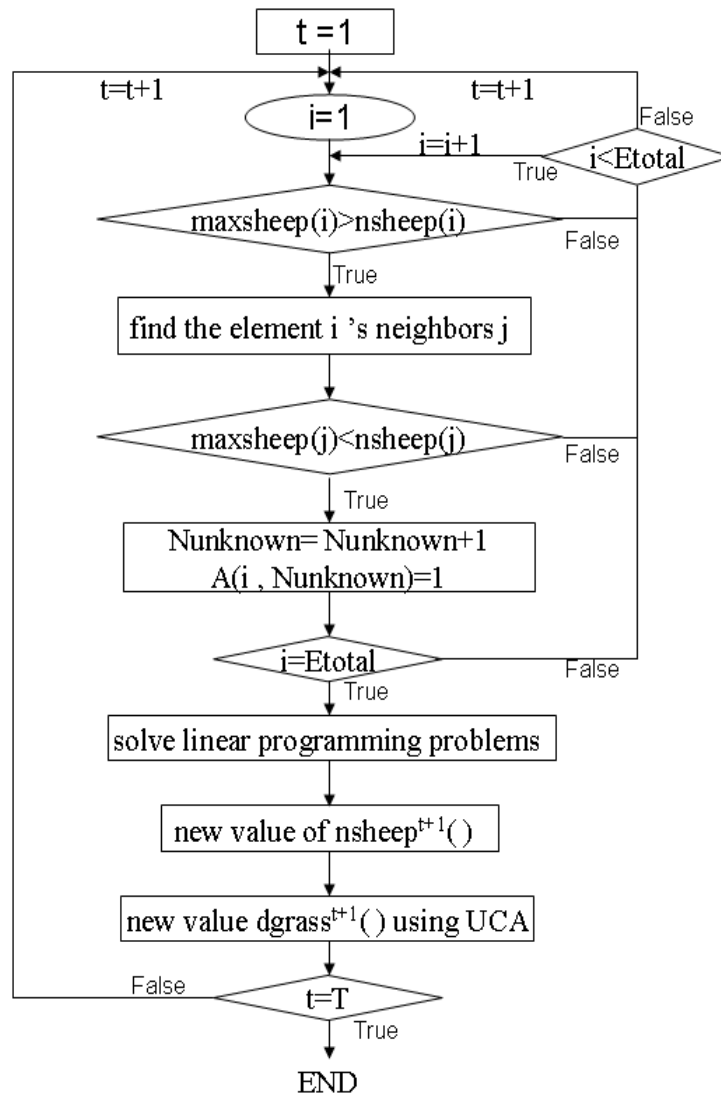 t =1
t=t+1
t=t+1
i=1
False
i=i+1
i<Etotal
True
maxsheep(i)>nsheep(i)
False
True
find the element i ’s neighbors j
maxsheep(j)<nsheep(j)
False
True
Nunknown= Nunknown+1
A(i , Nunknown)=1
i=Etotal
False
True
solve linear programming problems
new value of nsheep^{t+1}( )
new value dgrass^{t+1}( ) using UCA
False
t=T
True
END